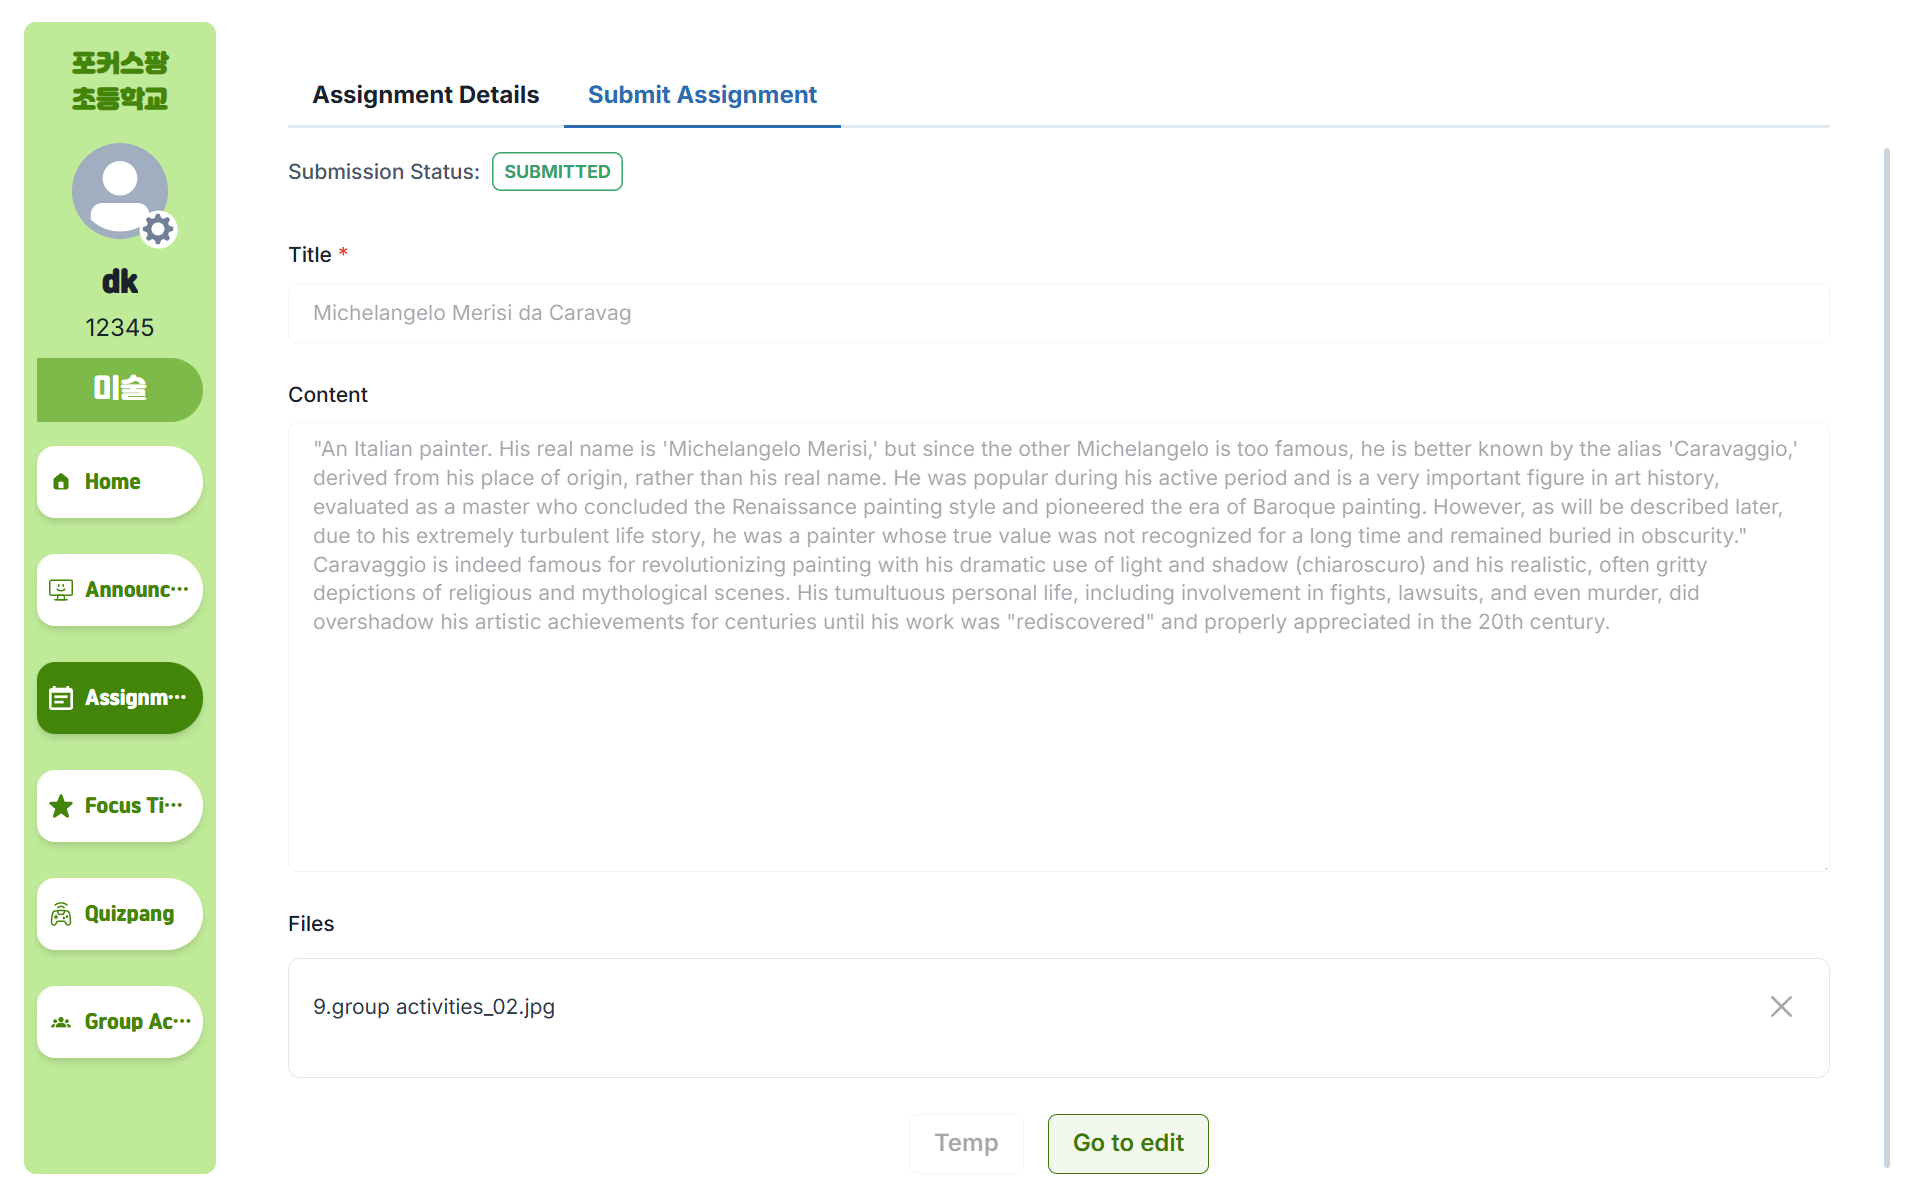 포커스팡
초등학교
dk
12345
미술
Home
Announc···
Assignm···
Focus Ti···
Quizpang
Group Ac···
Assignment Details
Submit Assignment
Submission Status: SUBMITTED
Title *
Michelangelo Merisi da Caravag
Content
"An Italian painter. His real name is 'Michelangelo Merisi,' but since the other Michelangelo is too famous, he is better known by the alias 'Caravaggio,'
derived from his place of origin, rather than his real name. He was popular during his active period and is a very important figure in art history,
evaluated as a master who concluded the Renaissance painting style and pioneered the era of Baroque painting. However, as will be described later,
due to his extremely turbulent life story, he was a painter whose true value was not recognized for a long time and remained buried in obscurity."
Caravaggio is indeed famous for revolutionizing painting with his dramatic use of light and shadow (chiaroscuro) and his realistic, often gritty
depictions of religious and mythological scenes. His tumultuous personal life, including involvement in fights, lawsuits, and even murder, did
overshadow his artistic achievements for centuries until his work was "rediscovered" and properly appreciated in the 20th century.
Files
9.group activities_02.jpg
Temp
Go to edit